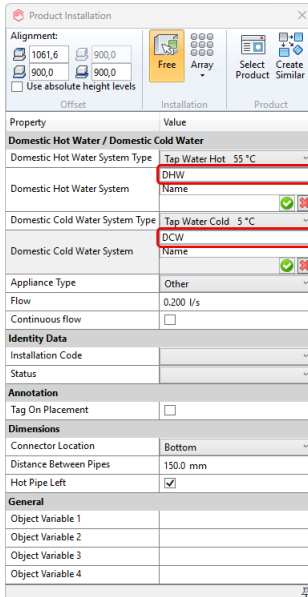 Product Installation
Alignment:
1061,6 900,0
900,0 900,0
Use absolute height levels
Free Array Select Product Create Similar
Offset Installation Product
Property Value
Domestic Hot Water / Domestic Cold Water
Domestic Hot Water System Type Tap Water Hot 55 °C
Domestic Hot Water System DHW
Name
Domestic Cold Water System Type Tap Water Cold 5 °C
Domestic Cold Water System DCW
Name
Appliance Type Other
Flow 0.200 l/s
Continuous flow
Identity Data
Installation Code
Status
Annotation
Tag On Placement
Dimensions
Connector Location Bottom
Distance Between Pipes 150.0 mm
Hot Pipe Left
General
Object Variable 1
Object Variable 2
Object Variable 3
Object Variable 4